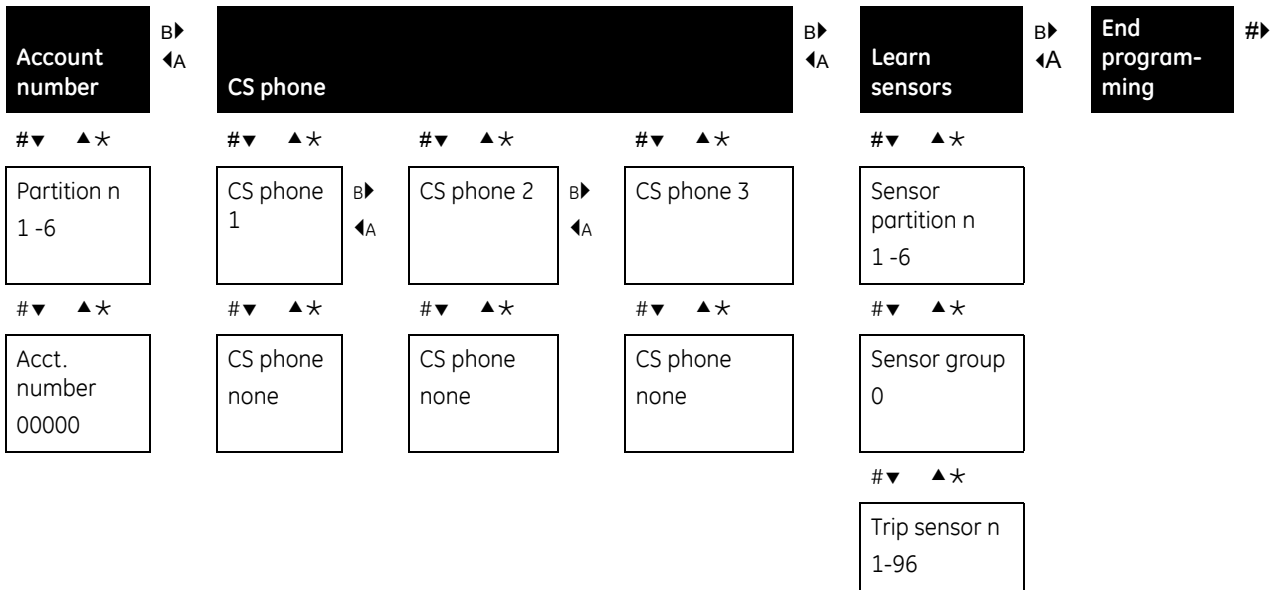 Account
number
B▶
◀A
CS phone
B▶
◀A
Learn
sensors
B▶
◀A
End
program-
ming
#▶
#▼ ▲*
#▼ ▲*
#▼ ▲*
#▼ ▲*
#▼ ▲*
Partition n
1 -6
CS phone
1
B▶
◀A
CS phone 2
B▶
◀A
CS phone 3
Sensor
partition n
1 -6
#▼ ▲*
#▼ ▲*
#▼ ▲*
#▼ ▲*
#▼ ▲*
Acct.
number
00000
CS phone
none
CS phone
none
CS phone
none
Sensor group
0
#▼ ▲*
Trip sensor n
1-96